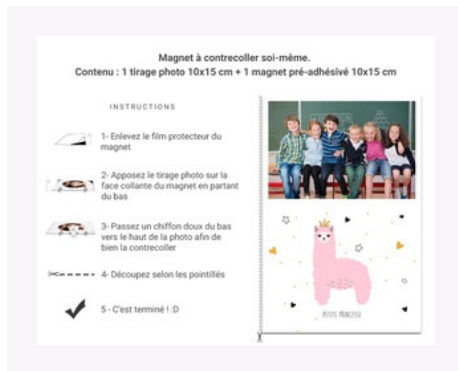 Magnet à contrecoller soi-même.
Contenu : 1 tirage photo 10x15 cm + 1 magnet pré-adhésivé 10x15 cm
INSTRUCTIONS
1- Enlevez le film protecteur du
magnet
2- Apposez le tirage photo sur la
face collante du magnet en partant
du bas
3- Passez un chiffon doux du bas
vers le haut de la photo afin de
bien la contrecoller
4- Découpez selon les pointillés
5 - C'est terminé ! :D
PETITE PRINCESSE